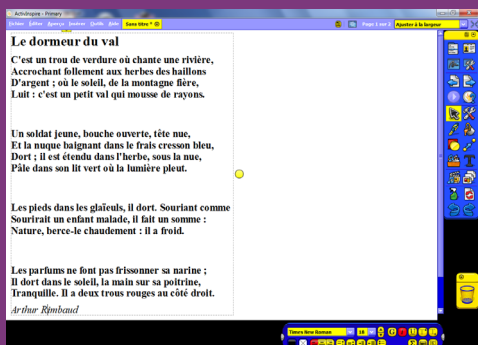 ActivInspire - Primary
Fichier Editer Aperçu Insérer Outils Aide Sans titre *
Page 1 sur 2 Ajuster à la largeur
Le dormeur du val
C'est un trou de verdure où chante une rivière,
Accrochant follement aux herbes des haillons
D'argent ; où le soleil, de la montagne fière,
Luit : c'est un petit val qui mousse de rayons.
Un soldat jeune, bouche ouverte, tête nue,
Et la nuque baignant dans le frais cresson bleu,
Dort ; il est étendu dans l'herbe, sous la nue,
Pâle dans son lit vert où la lumière pleut.
Les pieds dans les glaïeuls, il dort. Souriant comme
Sourirait un enfant malade, il fait un somme :
Nature, berce-le chaudement : il a froid.
Les parfums ne font pas frissonner sa narine ;
Il dort dans le soleil, la main sur sa poitrine,
Tranquille. Il a deux trous rouges au côté droit.
Arthur Rimbaud
Times New Roman 18